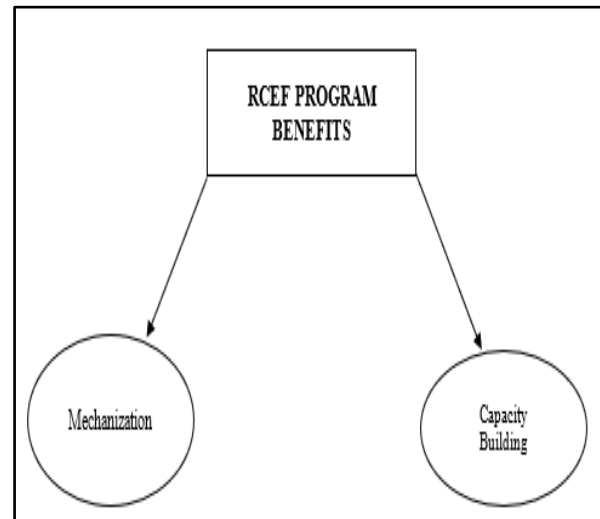 RCEF PROGRAM
BENEFITS
Mechanization
Capacity
Building